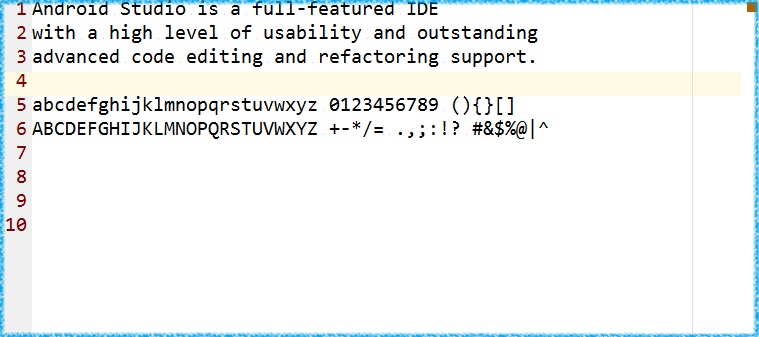 1 Android Studio is a full-featured IDE
2 with a high level of usability and outstanding
3 advanced code editing and refactoring support.
4
5 abcdefghijklmnopqrstuvwxyz 0123456789 (){}[]
6 ABCDEFGHIJKLMNOPQRSTUVWXYZ +-*/= .,;:!? #&$%@|^
7
8
9
10